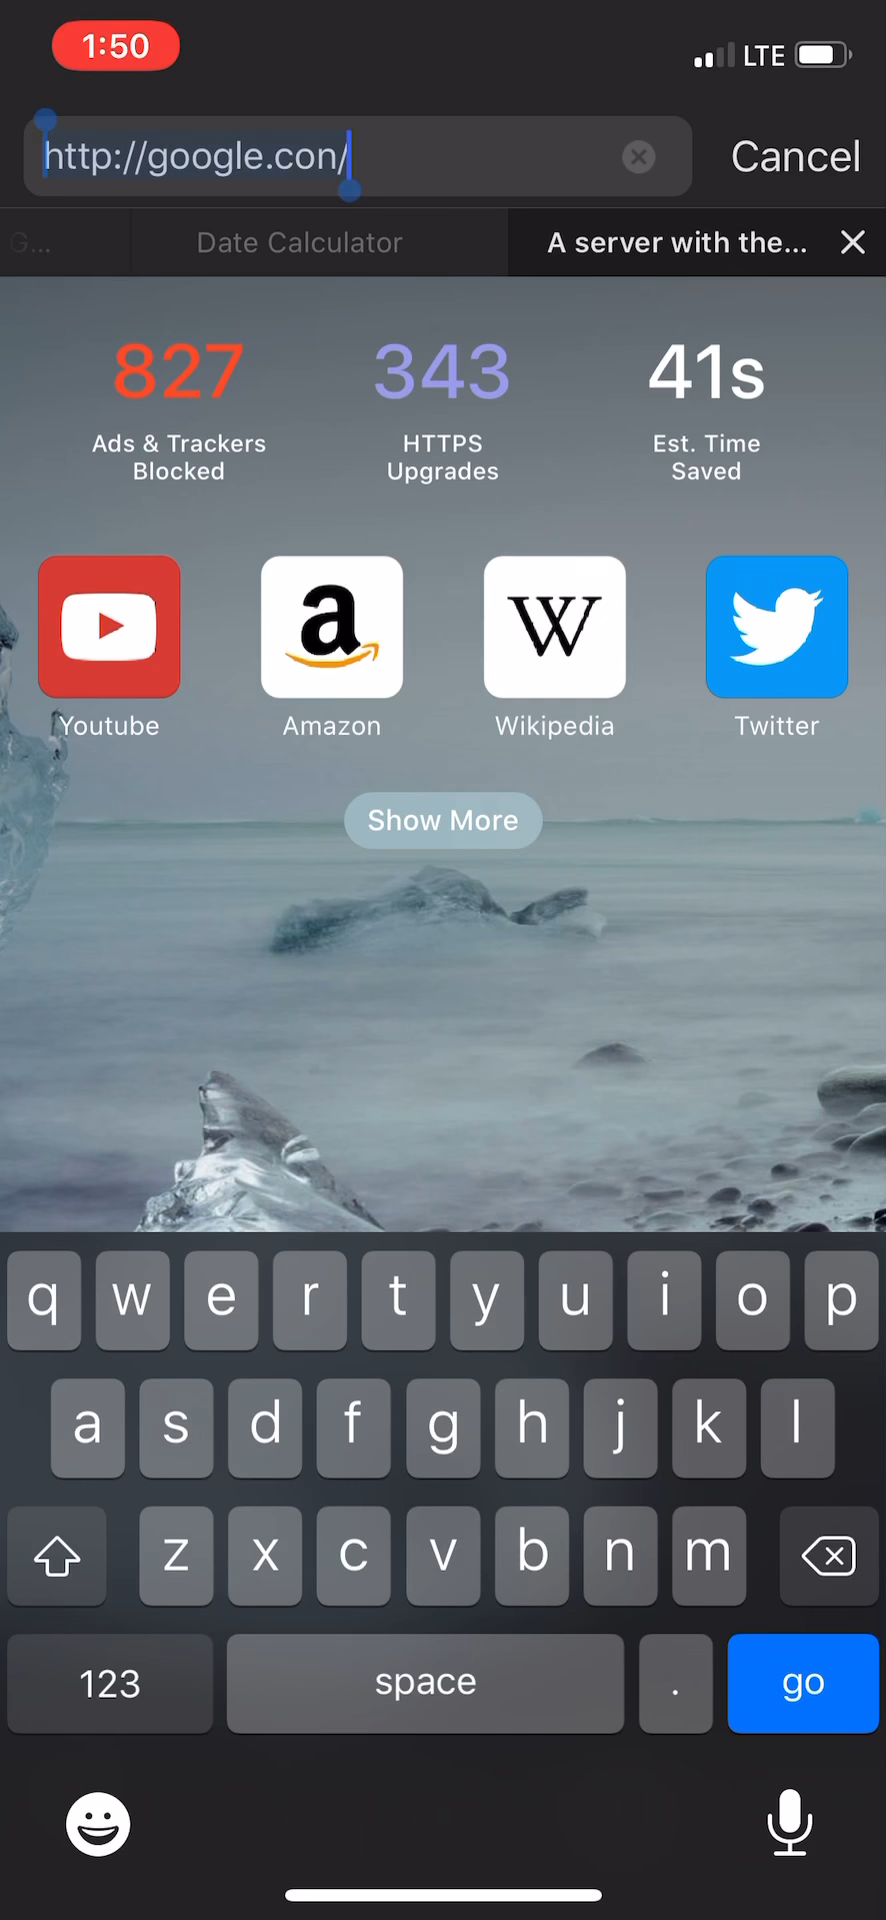 1:50
LTE
http://google.con/
Cancel
G...
Date Calculator
A server with the...
827
343
41s
Ads & Trackers
Blocked
HTTPS
Upgrades
Est. Time
Saved
a
W
Youtube
Amazon
Wikipedia
Twitter
Show More
q w e r t y u i o p
a s d f g h j k l
z x c v b n m
123
space
.
go